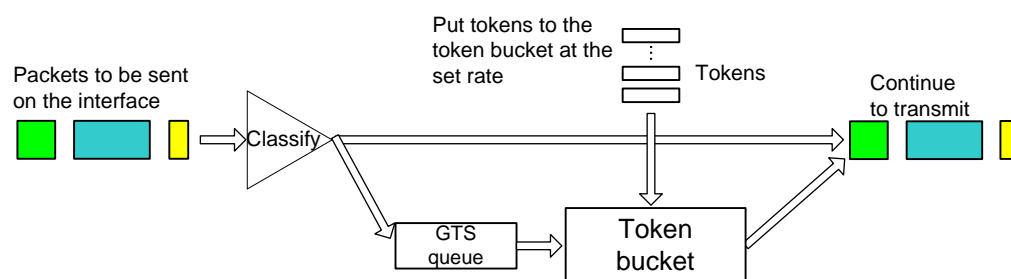 Put tokens to the
token bucket at the
set rate
Tokens
Packets to be sent
on the interface
Continue
to transmit
Classify
GTS
queue
Token
bucket